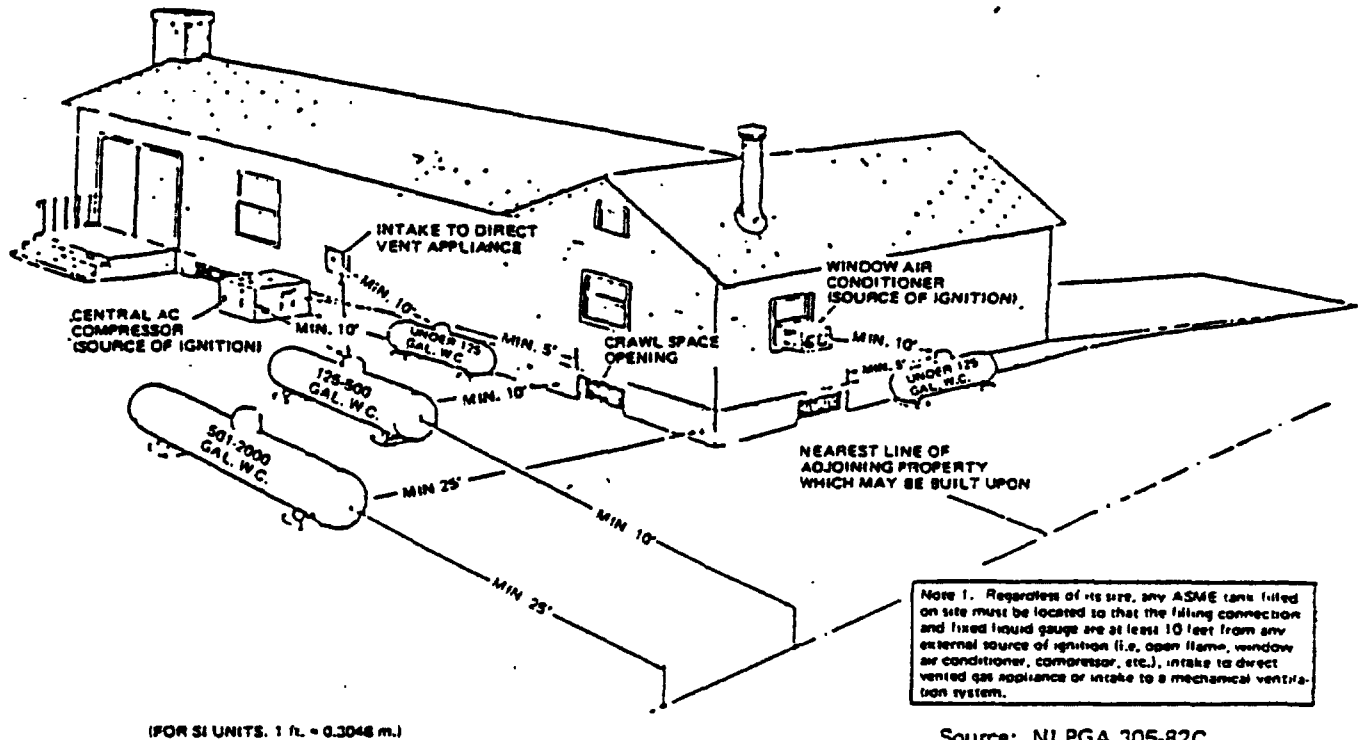 INTAKE TO DIRECT
VENT APPLIANCE
WINDOW AIR
CONDITIONER
(SOURCE OF IGNITION)
CENTRAL AC
COMPRESSOR
(SOURCE OF IGNITION)
MIN. 10'
MIN. 10'
UNDER 125
GAL. W.C.
MIN. 5'
CRAWL SPACE
OPENING
MIN. 10'
MIN. 5'
UNDER 125
GAL. W.C.
125-500
GAL. W.C.
MIN. 10'
501-2000
GAL. W.C.
MIN 25'
NEAREST LINE OF
ADJOINING PROPERTY
WHICH MAY BE BUILT UPON
MIN. 10'
MIN 25'
Note 1. Regardless of its size, any ASME tank filled
on site must be located so that the filling connection
and fixed liquid gauge are at least 10 feet from any
external source of ignition (i.e, open flame, window
air conditioner, compressor, etc.), intake to direct
vented gas appliance or intake to a mechanical ventila-
tion system.
(FOR SI UNITS. 1 ft. = 0.3048 m.)
Source: NLPGA 305-82C